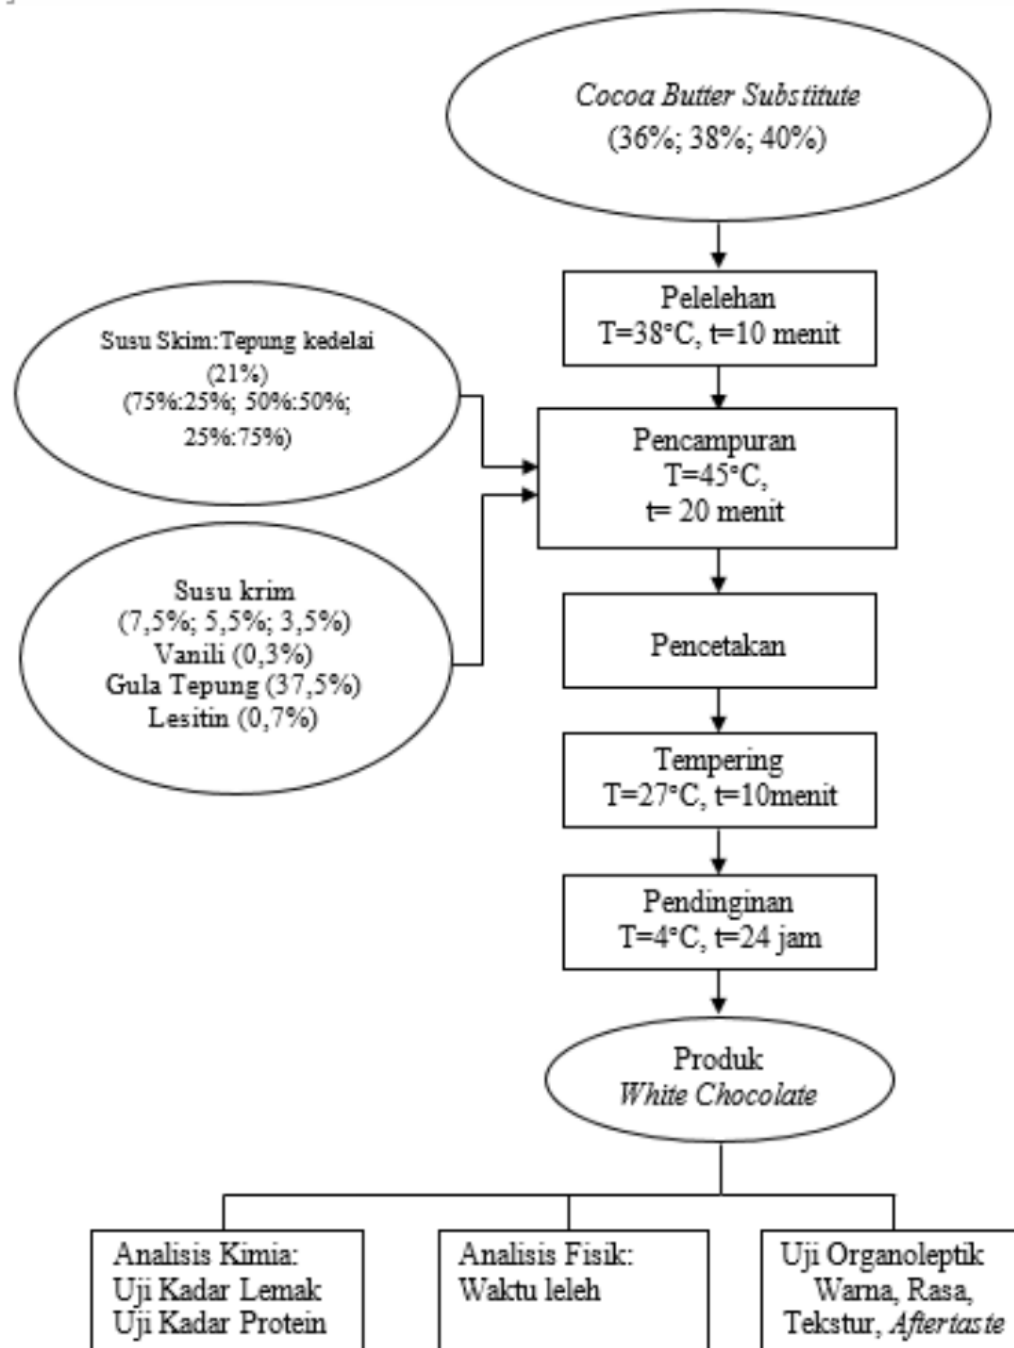 Cocoa Butter Substitute
(36%; 38%; 40%)
Pelelehan
T=38°C, t=10 menit
Susu Skim:Tepung kedelai
(21%)
(75%:25%; 50%:50%;
25%:75%)
Pencampuran
T=45°C,
t= 20 menit
Susu krim
(7,5%; 5,5%; 3,5%)
Vanili (0,3%)
Gula Tepung (37,5%)
Lesitin (0,7%)
Pencetakan
Tempering
T=27°C, t=10menit
Pendinginan
T=4°C, t=24 jam
Produk
White Chocolate
Analisis Kimia:
Uji Kadar Lemak
Uji Kadar Protein
Analisis Fisik:
Waktu leleh
Uji Organoleptik
Warna, Rasa,
Tekstur, Aftertaste